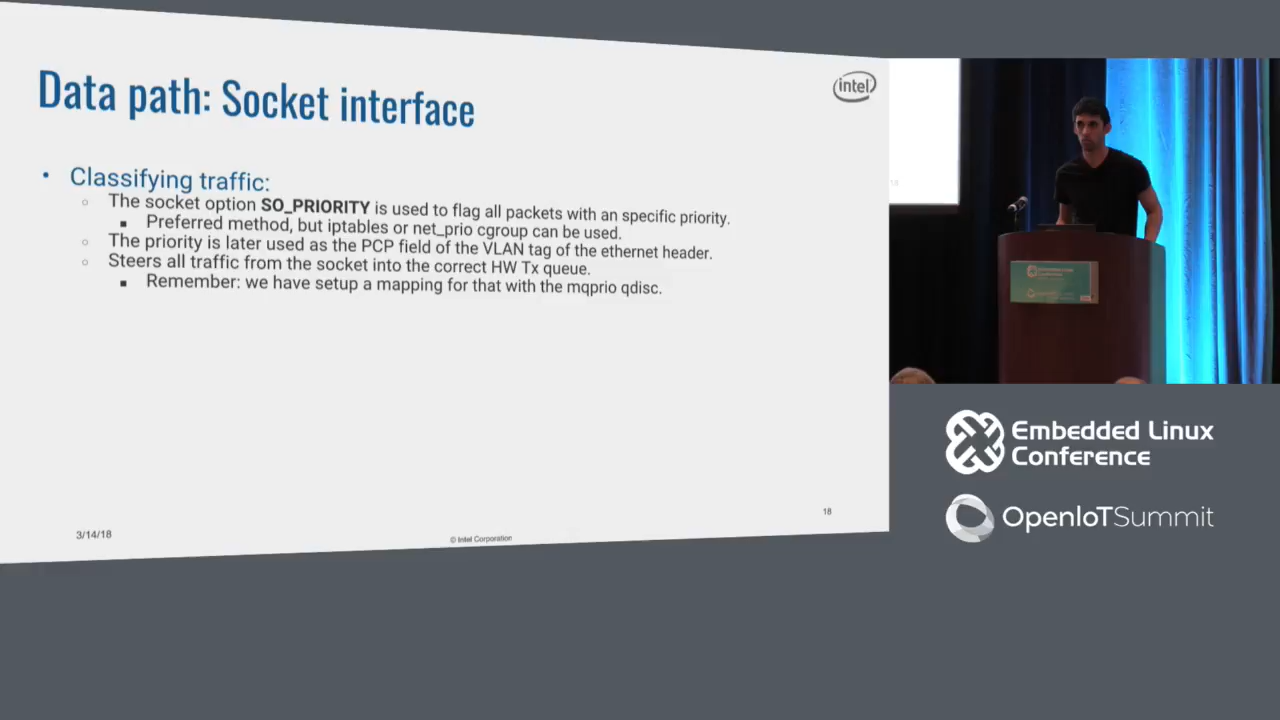 Data path: Socket interface
intel
• Classifying traffic:
○ The socket option SO_PRIORITY is used to flag all packets with an specific priority.
■ Preferred method, but iptables or net_prio cgroup can be used.
○ The priority is later used as the PCP field of the VLAN tag of the ethernet header.
○ Steers all traffic from the socket into the correct HW Tx queue.
■ Remember: we have setup a mapping for that with the mqprio qdisc.
3/14/18
© Intel Corporation
18
Embedded Linux
Conference
OpenIoTSummit